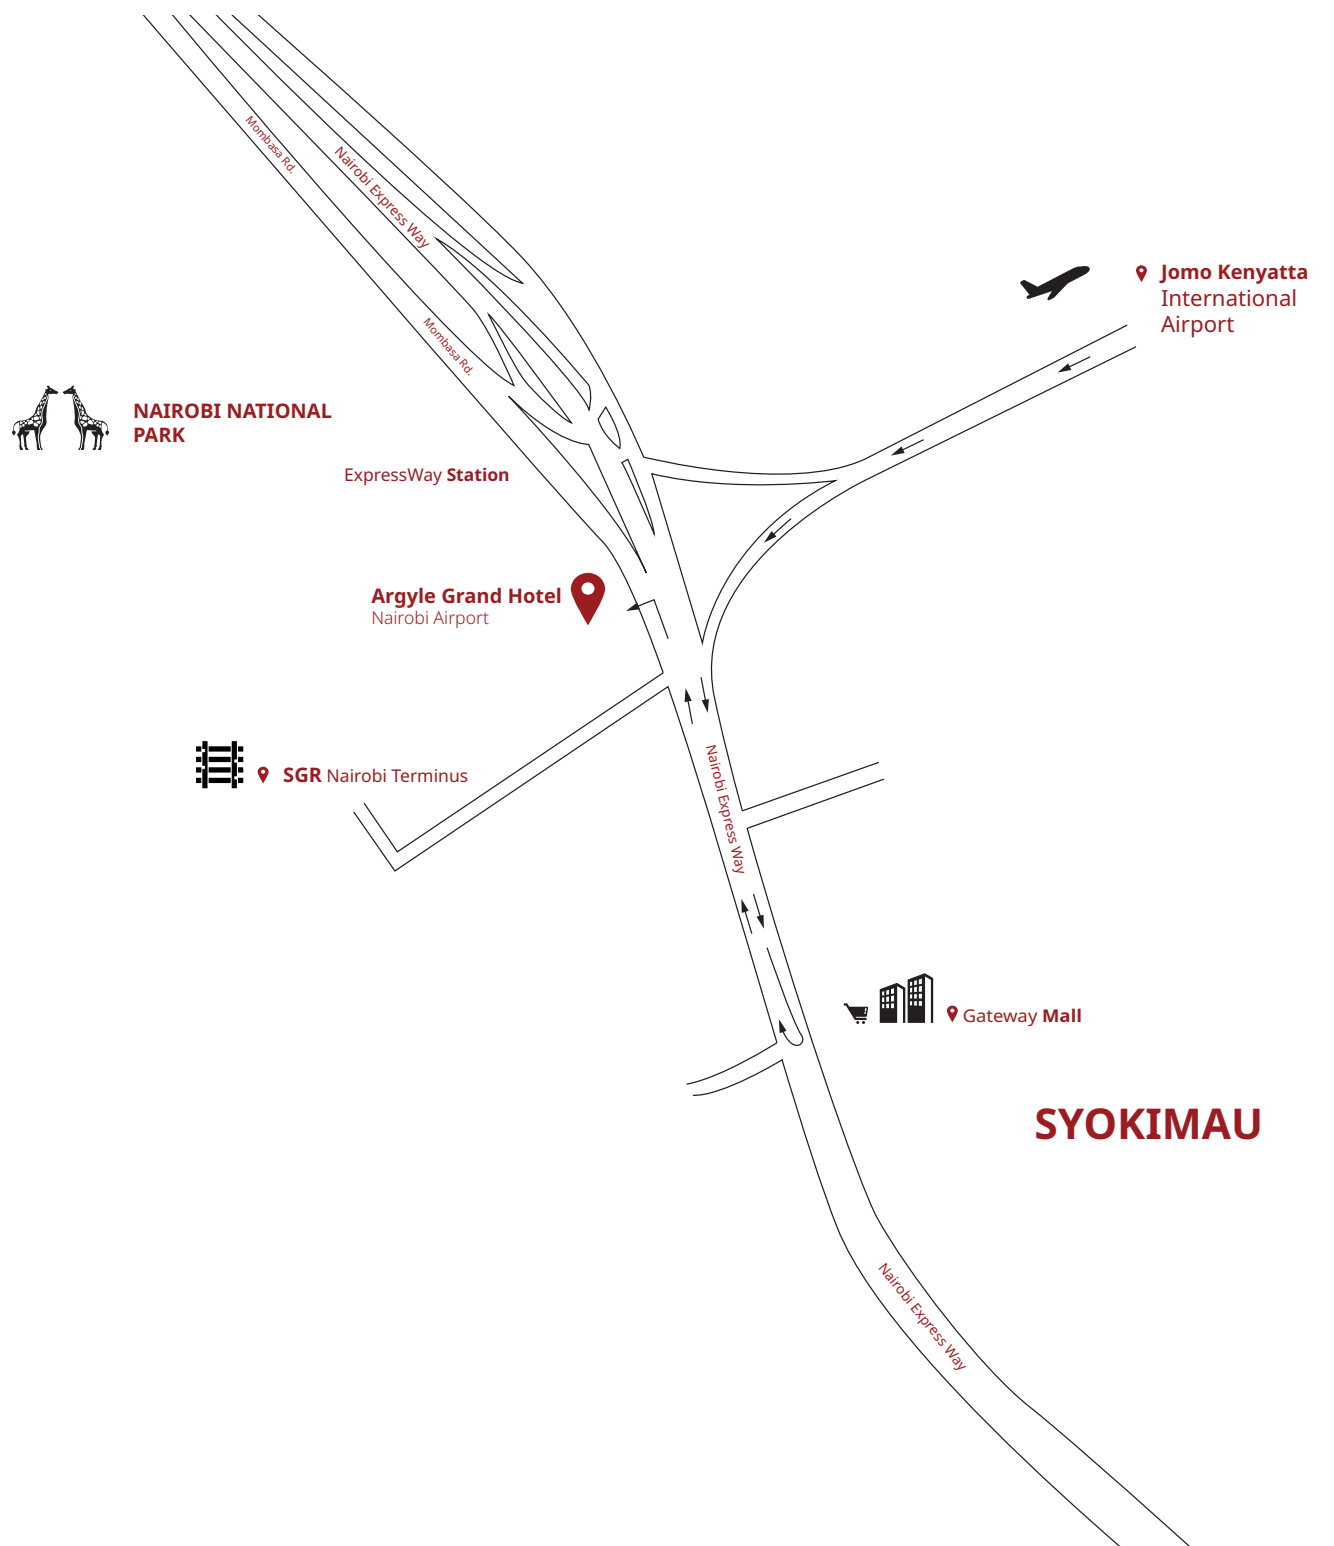 Mombasa Rd.
Nairobi Express Way
Jomo Kenyatta
International
Airport
Mombasa Rd.
NAIROBI NATIONAL
PARK
ExpressWay Station
Argyle Grand Hotel
Nairobi Airport
SGR Nairobi Terminus
Nairobi Express Way
Gateway Mall
SYOKIMAU
Nairobi Express Way